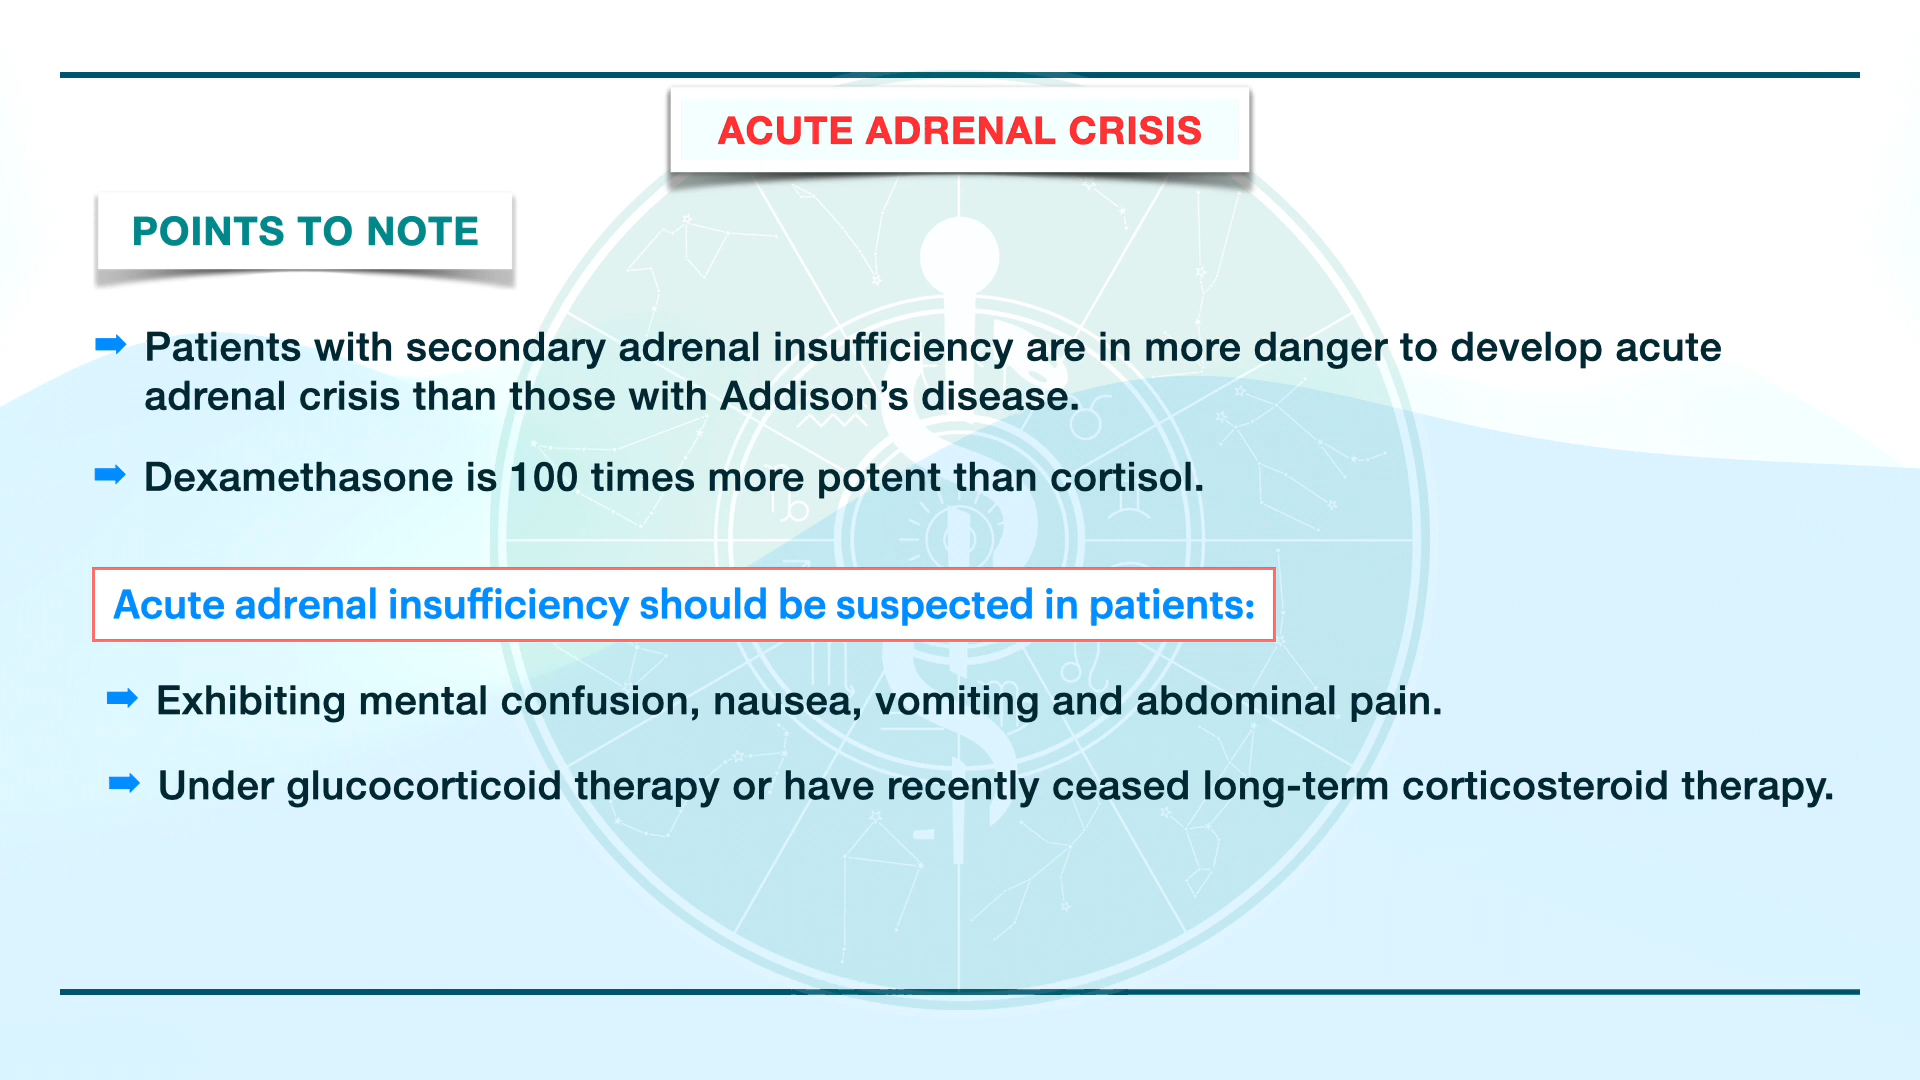 ACUTE ADRENAL CRISIS
POINTS TO NOTE
Patients with secondary adrenal insufficiency are in more danger to develop acute
adrenal crisis than those with Addison’s disease.
Dexamethasone is 100 times more potent than cortisol.
Acute adrenal insufficiency should be suspected in patients:
Exhibiting mental confusion, nausea, vomiting and abdominal pain.
Under glucocorticoid therapy or have recently ceased long-term corticosteroid therapy.